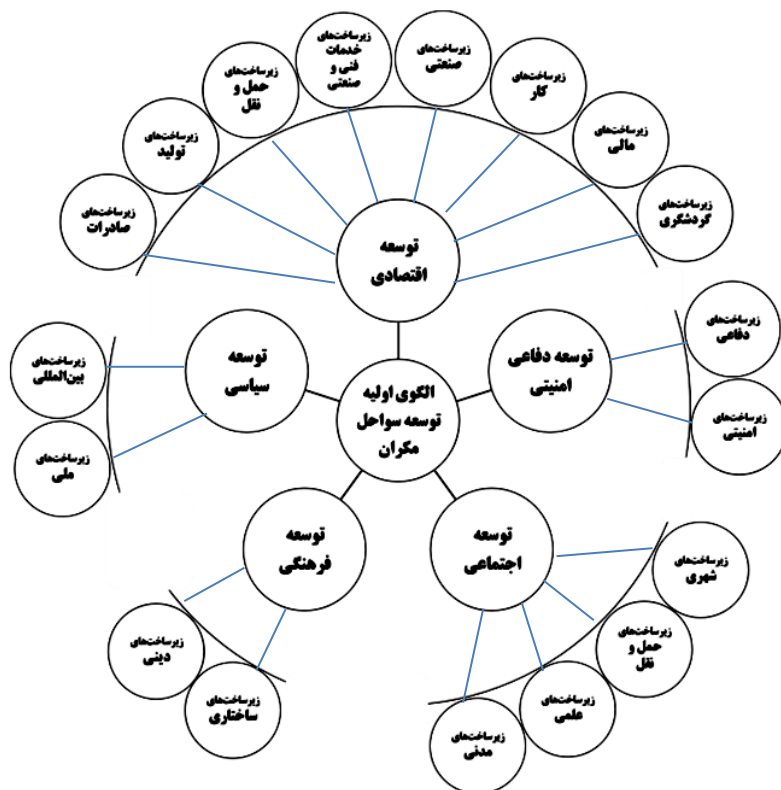 زیرساخت‌های
خدمات
فنی و
صنعتی
زیرساخت‌های
صنعتی
زیرساخت‌های
کار
زیرساخت‌های
مالی
زیرساخت‌های
گردشگری
زیرساخت‌های
حمل و
نقل
زیرساخت‌های
تولید
زیرساخت‌های
صادرات
توسعه
اقتصادی
زیرساخت‌های
دفاعی
زیرساخت‌های
امنیتی
توسعه دفاعی
امنیتی
الگوی اولیه
توسعه سواحل
مکران
توسعه
سیاسی
زیرساخت‌های
بین‌المللی
زیرساخت‌های
ملی
توسعه
اجتماعی
زیرساخت‌های
شهری
زیرساخت‌های
حمل و
نقل
زیرساخت‌های
علمی
زیرساخت‌های
مدنی
توسعه
فرهنگی
زیرساخت‌های
دینی
زیرساخت‌های
ساختاری